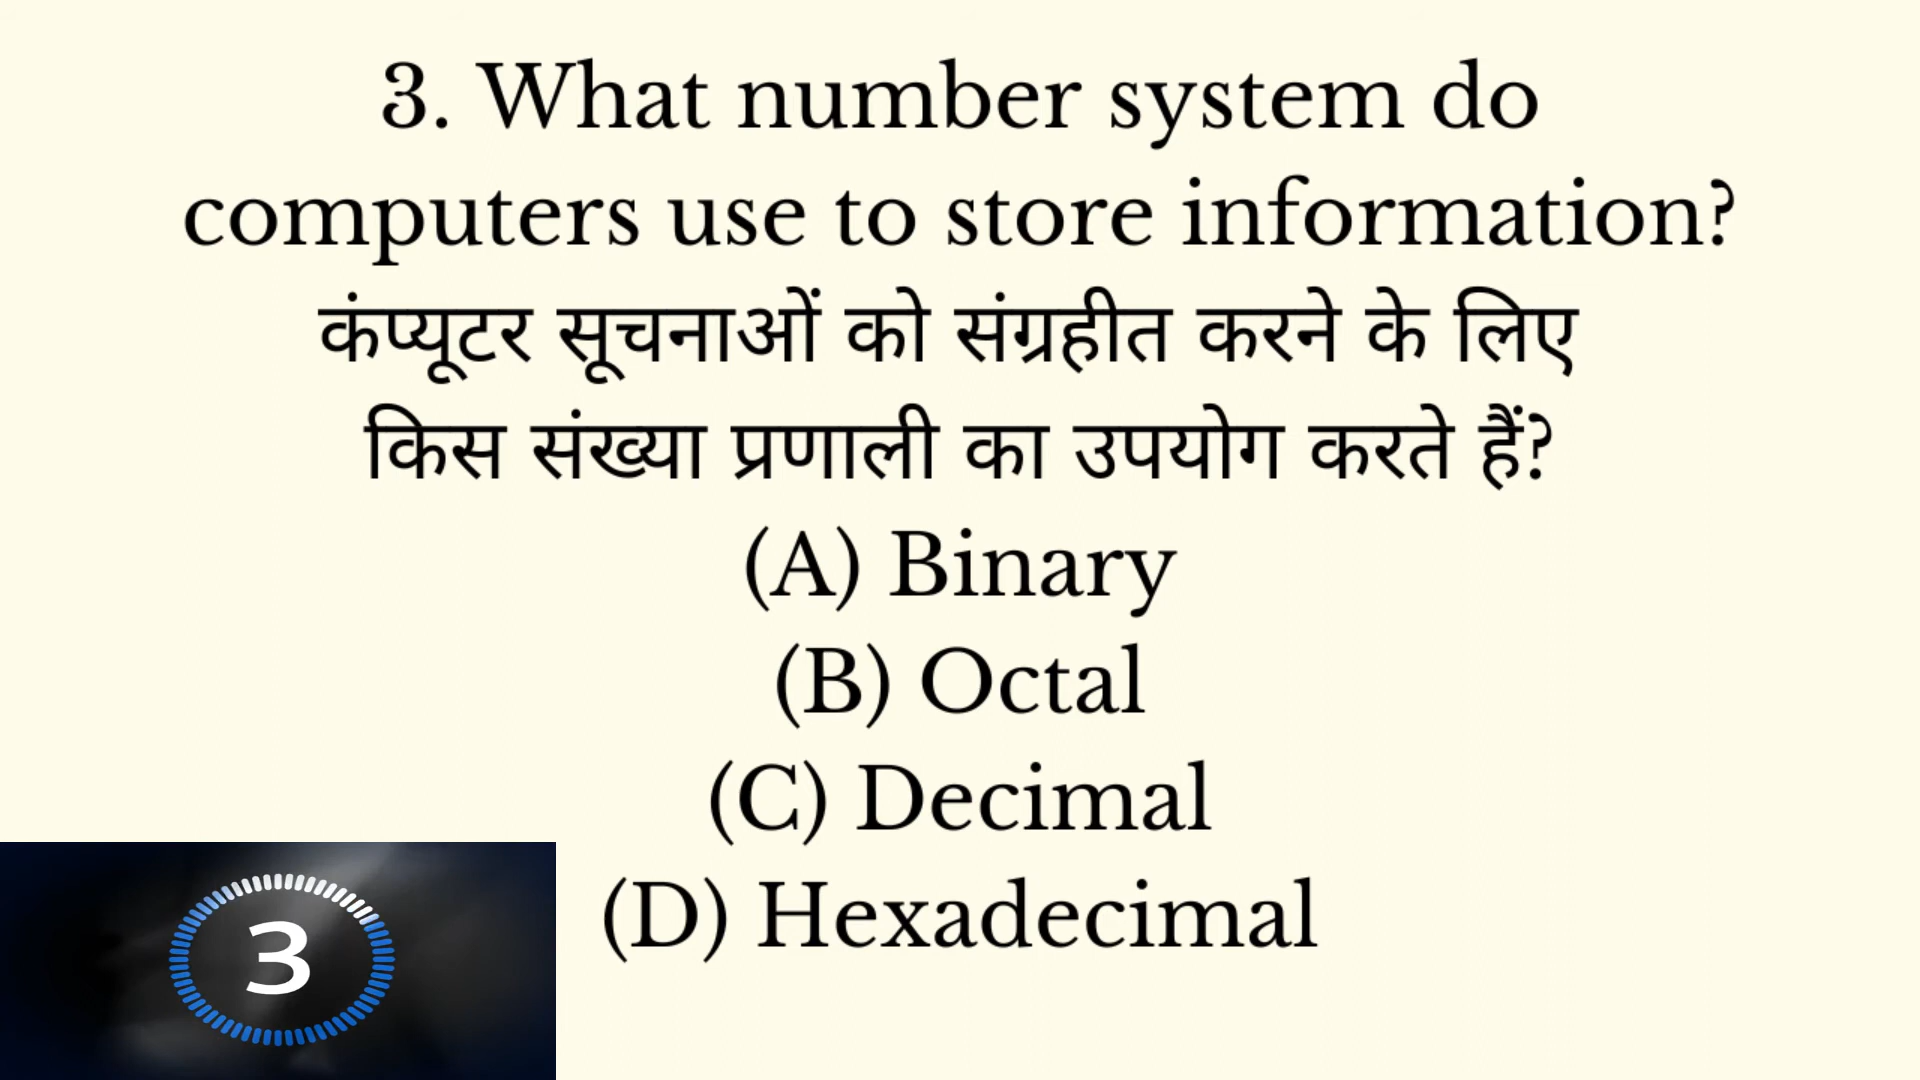 3. What number system do
computers use to store information?
कंप्यूटर सूचनाओं को संग्रहीत करने के लिए
किस संख्या प्रणाली का उपयोग करते हैं?
(A) Binary
(B) Octal
(C) Decimal
(D) Hexadecimal
3